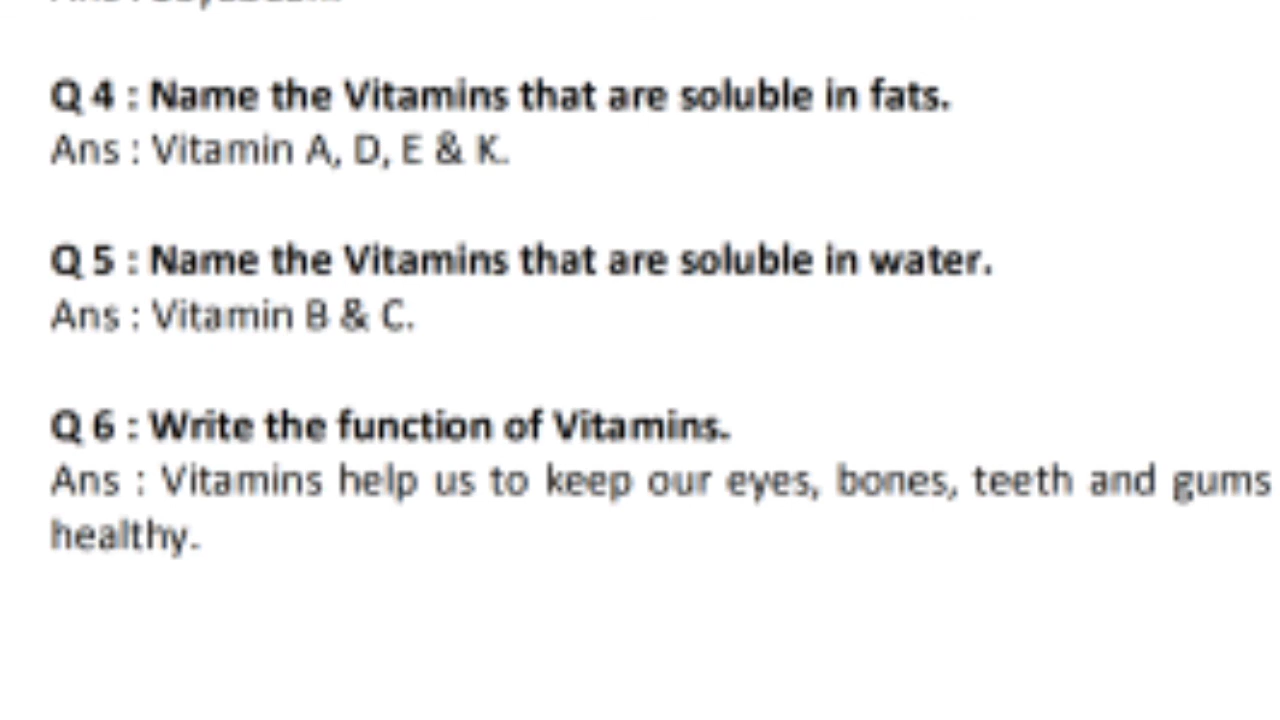 Q 4 : Name the Vitamins that are soluble in fats.
Ans : Vitamin A, D, E & K.
Q 5 : Name the Vitamins that are soluble in water.
Ans : Vitamin B & C.
Q 6 : Write the function of Vitamins.
Ans : Vitamins help us to keep our eyes, bones, teeth and gums
healthy.